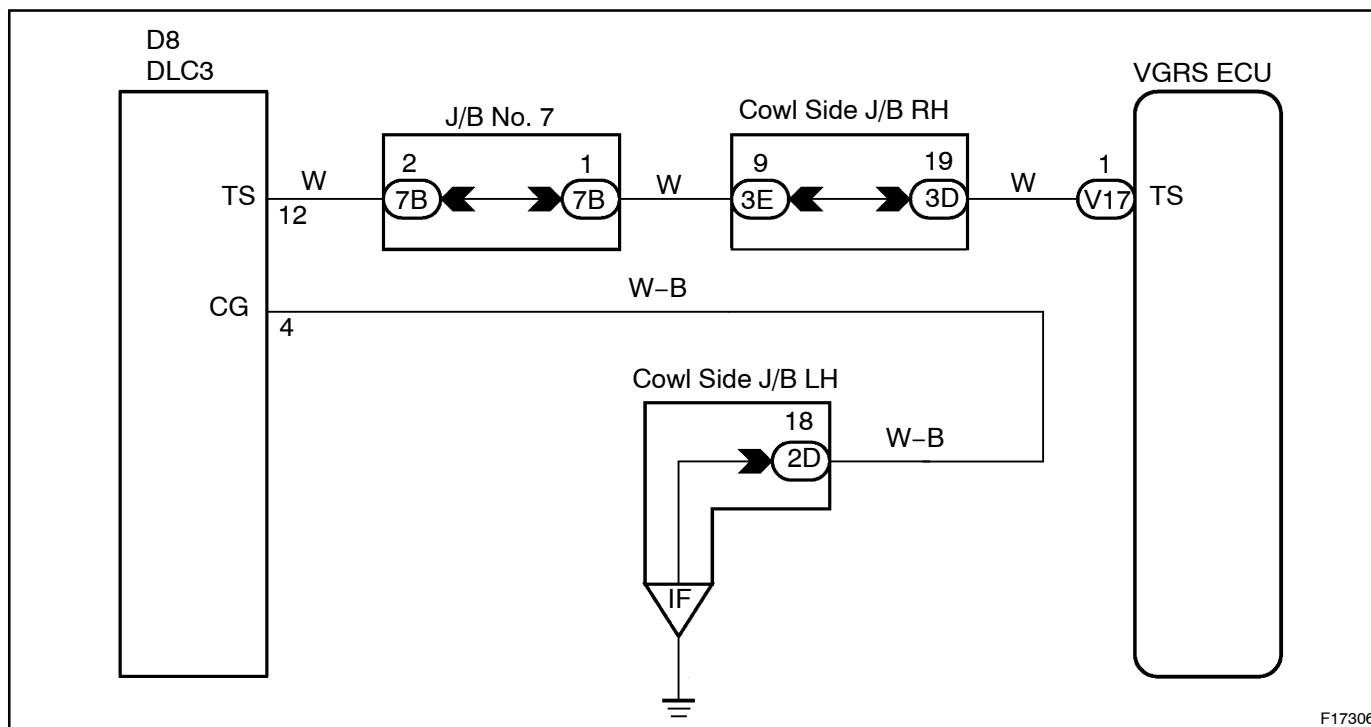 D8
DLC3
VGRS ECU
J/B No. 7
Cowl Side J/B RH
2
1
9
19
1
TS
W
7B
7B
W
3E
3D
W
V17
TS
12
W–B
CG
4
Cowl Side J/B LH
18
W–B
2D
IF
F17306